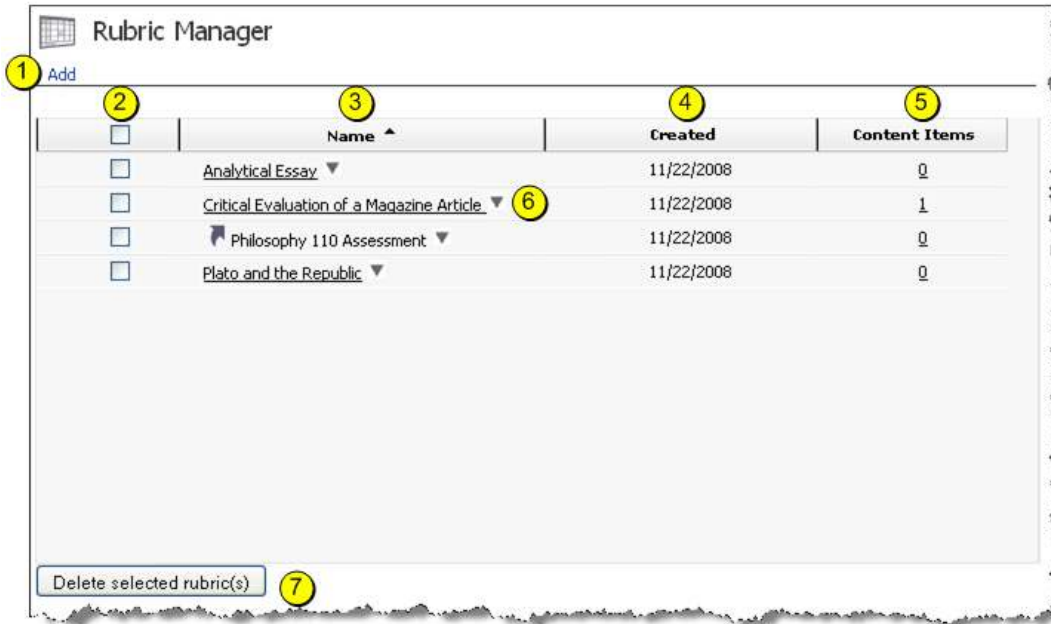 Rubric Manager
1 Add
2 3 4 5
Name Created Content Items
Analytical Essay 11/22/2008 0
Critical Evaluation of a Magazine Article 6 11/22/2008 1
Philosophy 110 Assessment 11/22/2008 0
Plato and the Republic 11/22/2008 0
Delete selected rubric(s) 7